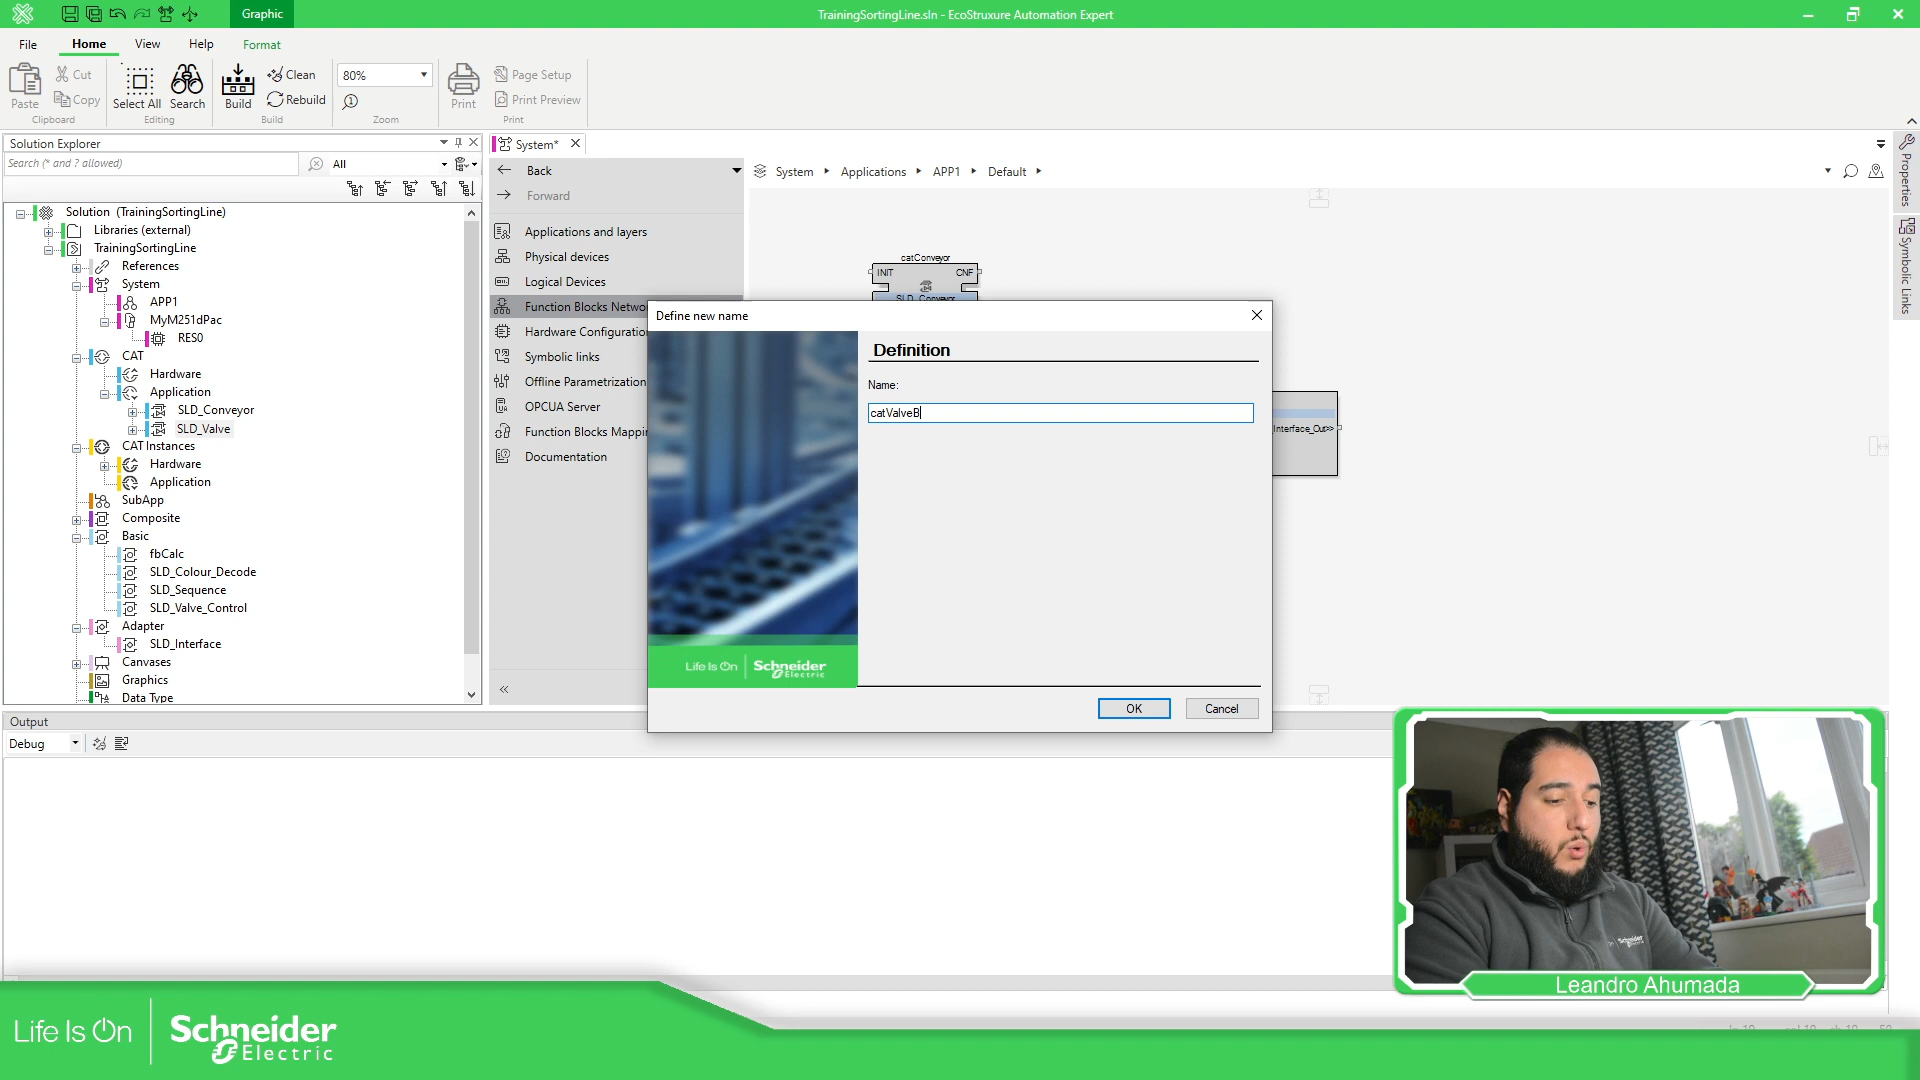 Graphic
TrainingSortingLine.sln - EcoStruxure Automation Expert
File
Home
View
Help
Format
Paste
Cut
Copy
Clipboard
Select All
Search
Editing
Build
Clean
Rebuild
Build
80%
Zoom
Print
Page Setup
Print Preview
Print
Solution Explorer
Search (* and ? allowed)
All
Solution (TrainingSortingLine)
Libraries (external)
TrainingSortingLine
References
System
APP1
MyM251dPac
RES0
CAT
Hardware
Application
SLD_Conveyor
SLD_Valve
CAT Instances
Hardware
Application
SubApp
Composite
Basic
fbCalc
SLD_Colour_Decode
SLD_Sequence
SLD_Valve_Control
Adapter
SLD_Interface
Canvases
Graphics
Data Type
System*
Back
Forward
Applications and layers
Physical devices
Logical Devices
Function Blocks Netwo
Hardware Configuratio
Symbolic links
Offline Parametrization
OPCUA Server
Function Blocks Mappi
Documentation
System
Applications
APP1
Default
catConveyor
INIT
CNF
SLD_Conveyor
Interface_Out>>
Define new name
Definition
Name:
catValveB
Life Is On
Schneider Electric
OK
Cancel
Properties
Symbolic Links
Output
Debug
Schneider Electric
Leandro Ahumada
Life Is On
Schneider Electric